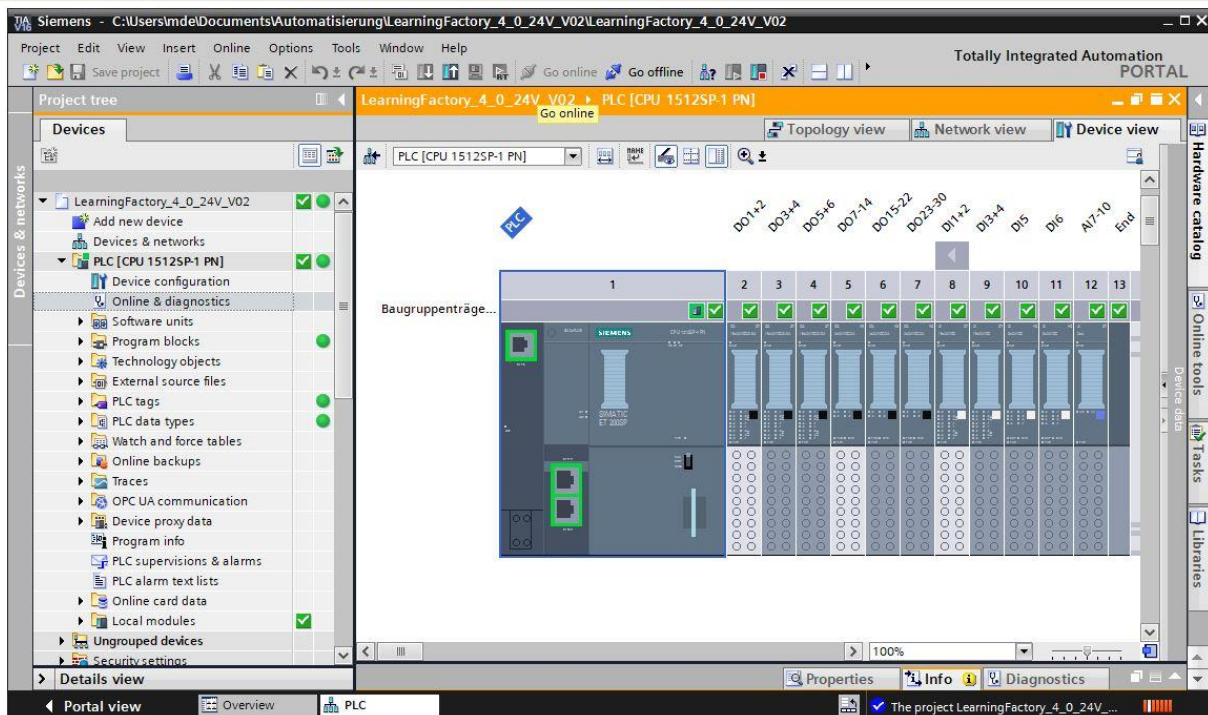 Siemens - C:\Users\mde\Documents\Automatisierung\LearningFactory_4_0_24V_V02\LearningFactory_4_0_24V_V02
TIA
V16
Project Edit View Insert Online Options Tools Window Help
Totally Integrated Automation
PORTAL
Save project
Go online
Go offline
Project tree
LearningFactory_4_0_24V_V02 PLC [CPU 1512SP-1 PN]
Go online
Devices
Topology view
Network view
Device view
PLC [CPU 1512SP-1 PN]
LearningFactory_4_0_24V_V02
Add new device
Devices & networks
PLC [CPU 1512SP-1 PN]
Device configuration
Online & diagnostics
Software units
Program blocks
Technology objects
External source files
PLC tags
PLC data types
Watch and force tables
Online backups
Traces
OPC UA communication
Device proxy data
Program info
PLC supervisions & alarms
PLC alarm text lists
Online card data
Local modules
Ungrouped devices
Security settings
Details view
Devices & networks
PLC
DO1+2
DO3+4
DO5+6
DO7-14
DO15-22
DO23-30
DI1+2
DI3+4
DI5
DI6
AI7-10
End
1 2 3 4 5 6 7 8 9 10 11 12 13
Baugruppenträge...
SIEMENS
SIMATIC
ET 200SP
100%
Device data
Hardware catalog
Online tools
Tasks
Libraries
Properties
Info
Diagnostics
Portal view
Overview
PLC
The project LearningFactory_4_0_24V_...